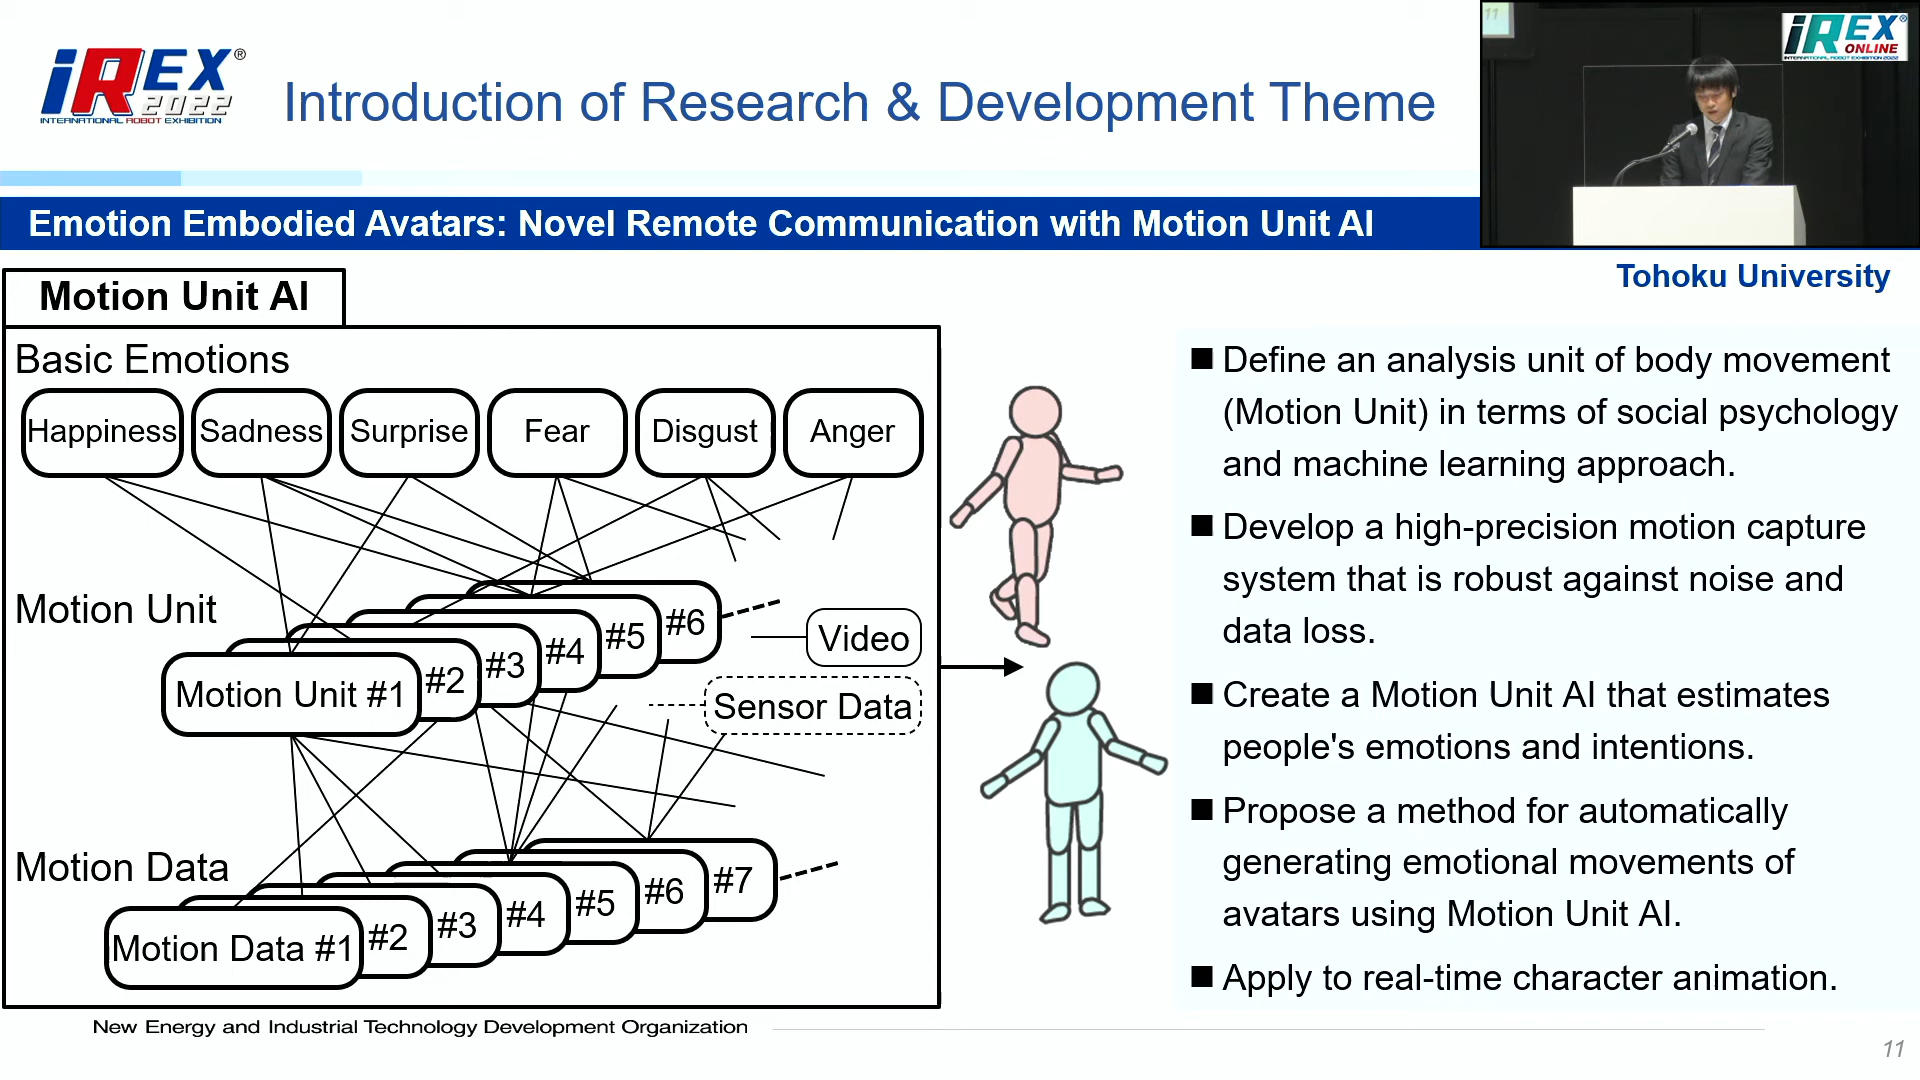 iREX®
2022
INTERNATIONAL ROBOT EXHIBITION
Introduction of Research & Development Theme
11
iREX®
ONLINE
INTERNATIONAL ROBOT EXHIBITION 2022
Emotion Embodied Avatars: Novel Remote Communication with Motion Unit AI
Tohoku University
Motion Unit AI
Basic Emotions
Happiness
Sadness
Surprise
Fear
Disgust
Anger
Motion Unit
Motion Unit #1
#2
#3
#4
#5
#6
Video
Sensor Data
Motion Data
Motion Data #1
#2
#3
#4
#5
#6
#7
■ Define an analysis unit of body movement
(Motion Unit) in terms of social psychology
and machine learning approach.
■ Develop a high-precision motion capture
system that is robust against noise and
data loss.
■ Create a Motion Unit AI that estimates
people's emotions and intentions.
■ Propose a method for automatically
generating emotional movements of
avatars using Motion Unit AI.
■ Apply to real-time character animation.
New Energy and Industrial Technology Development Organization
11